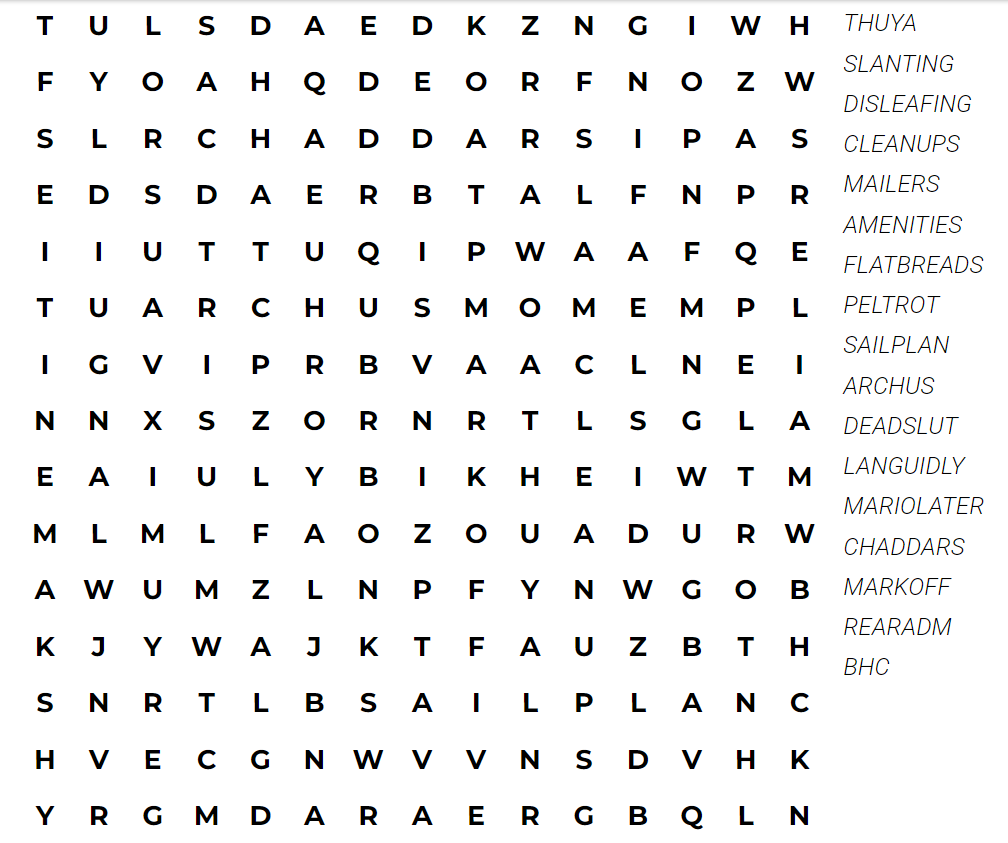 T U L S D A E D K Z N G I W H
F Y O A H Q D E O R F N O Z W
S L R C H A D D A R S I P A S
E D S D A E R B T A L F N P R
I I U T T U Q I P W A A F Q E
T U A R C H U S M O M E M P L
I G V I P R B V A A C L N E I
N N X S Z O R N R T L S G L A
E A I U L Y B I K H E I W T M
M L M L F A O Z O U A D U R W
A W U M Z L N P F Y N W G O B
K J Y W A J K T F A U Z B T H
S N R T L B S A I L P L A N C
H V E C G N W V V N S D V H K
Y R G M D A R A E R G B Q L N
THUYA
SLANTING
DISLEAFING
CLEANUPS
MAILERS
AMENITIES
FLATBREADS
PELTROT
SAILPLAN
ARCHUS
DEADSLUT
LANGUIDLY
MARIOLATER
CHADDARS
MARKOFF
REARADM
BHC